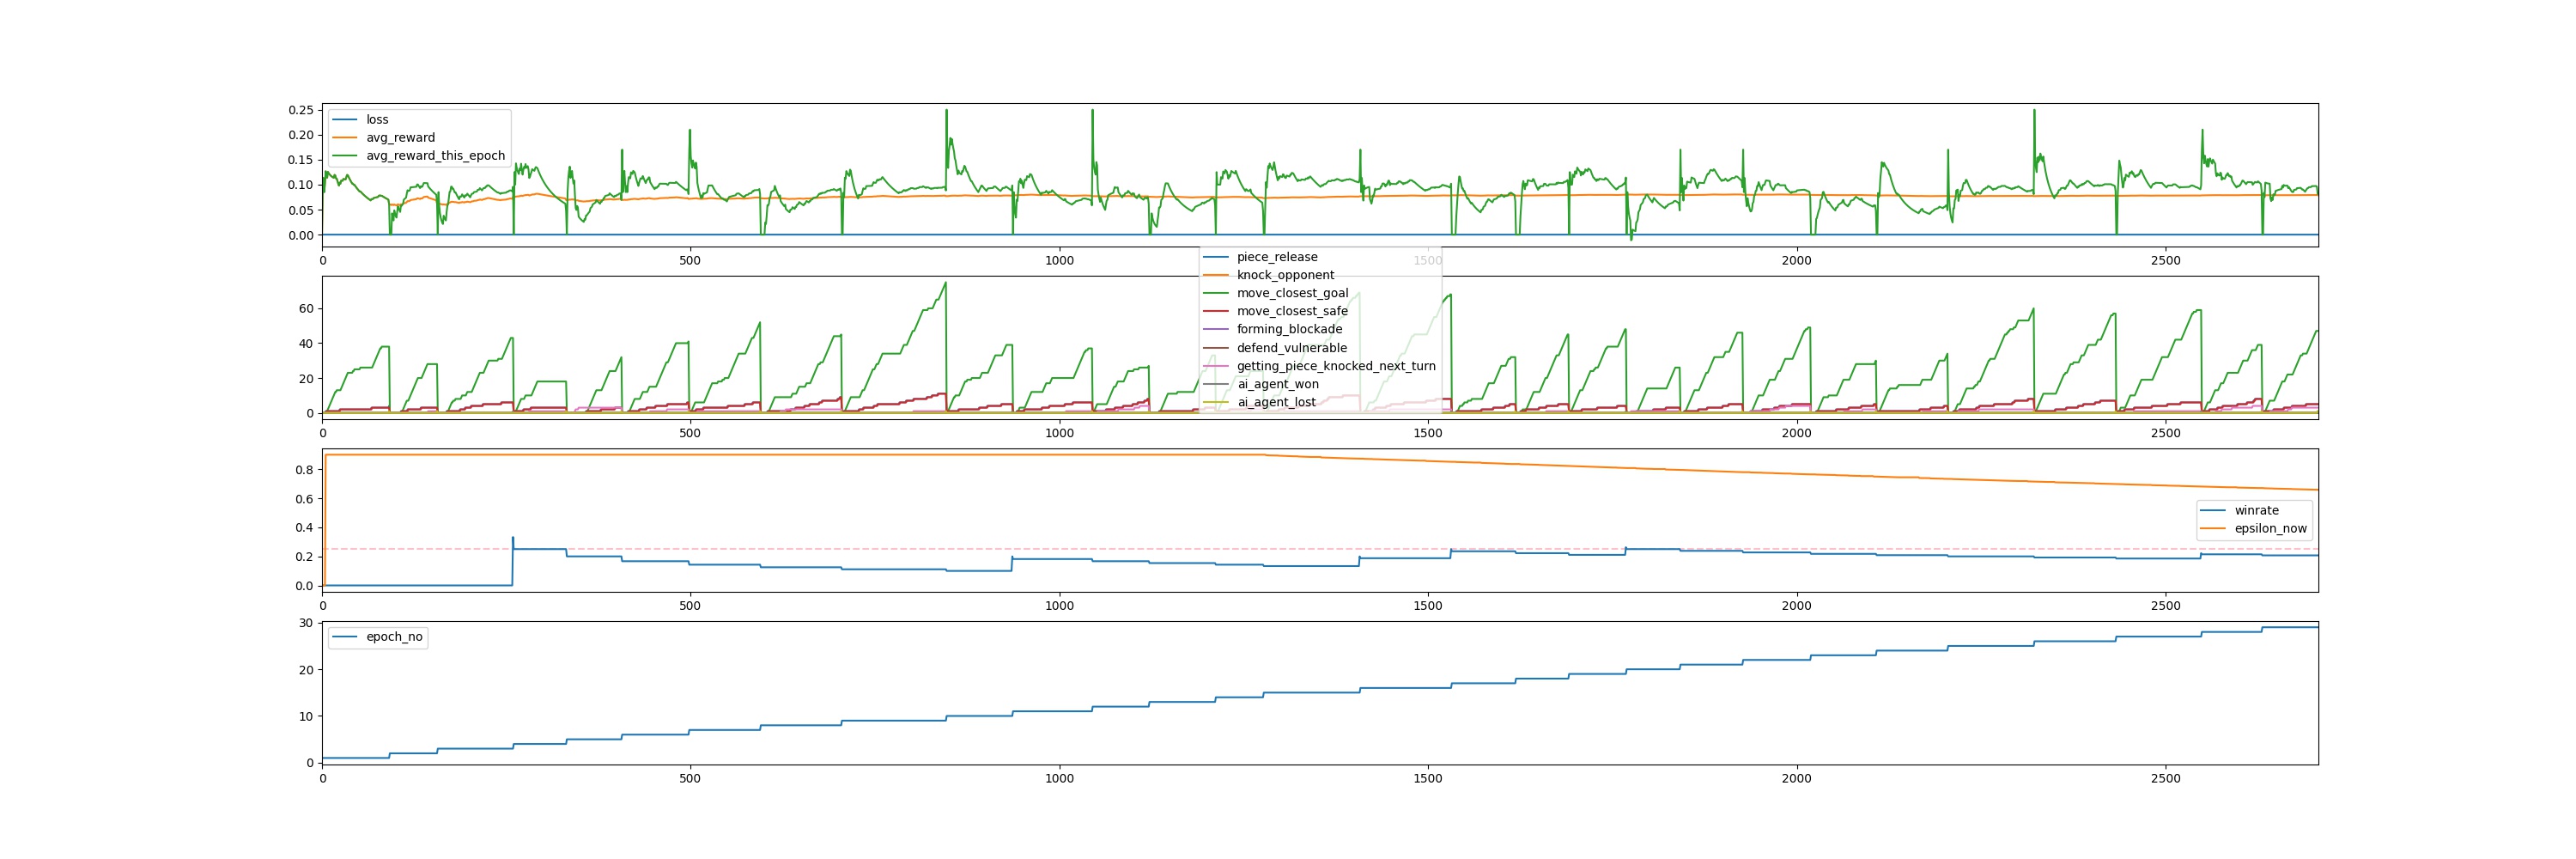 0.25
0.20
0.15
0.10
0.05
0.00
loss
avg_reward
avg_reward_this_epoch
0 500 1000 1500 2000 2500
60
40
20
0
piece_release
knock_opponent
move_closest_goal
move_closest_safe
forming_blockade
defend_vulnerable
getting_piece_knocked_next_turn
ai_agent_won
ai_agent_lost
0 500 1000 1500 2000 2500
0.8
0.6
0.4
0.2
0.0
winrate
epsilon_now
0 500 1000 1500 2000 2500
30
20
10
0
epoch_no
0 500 1000 1500 2000 2500